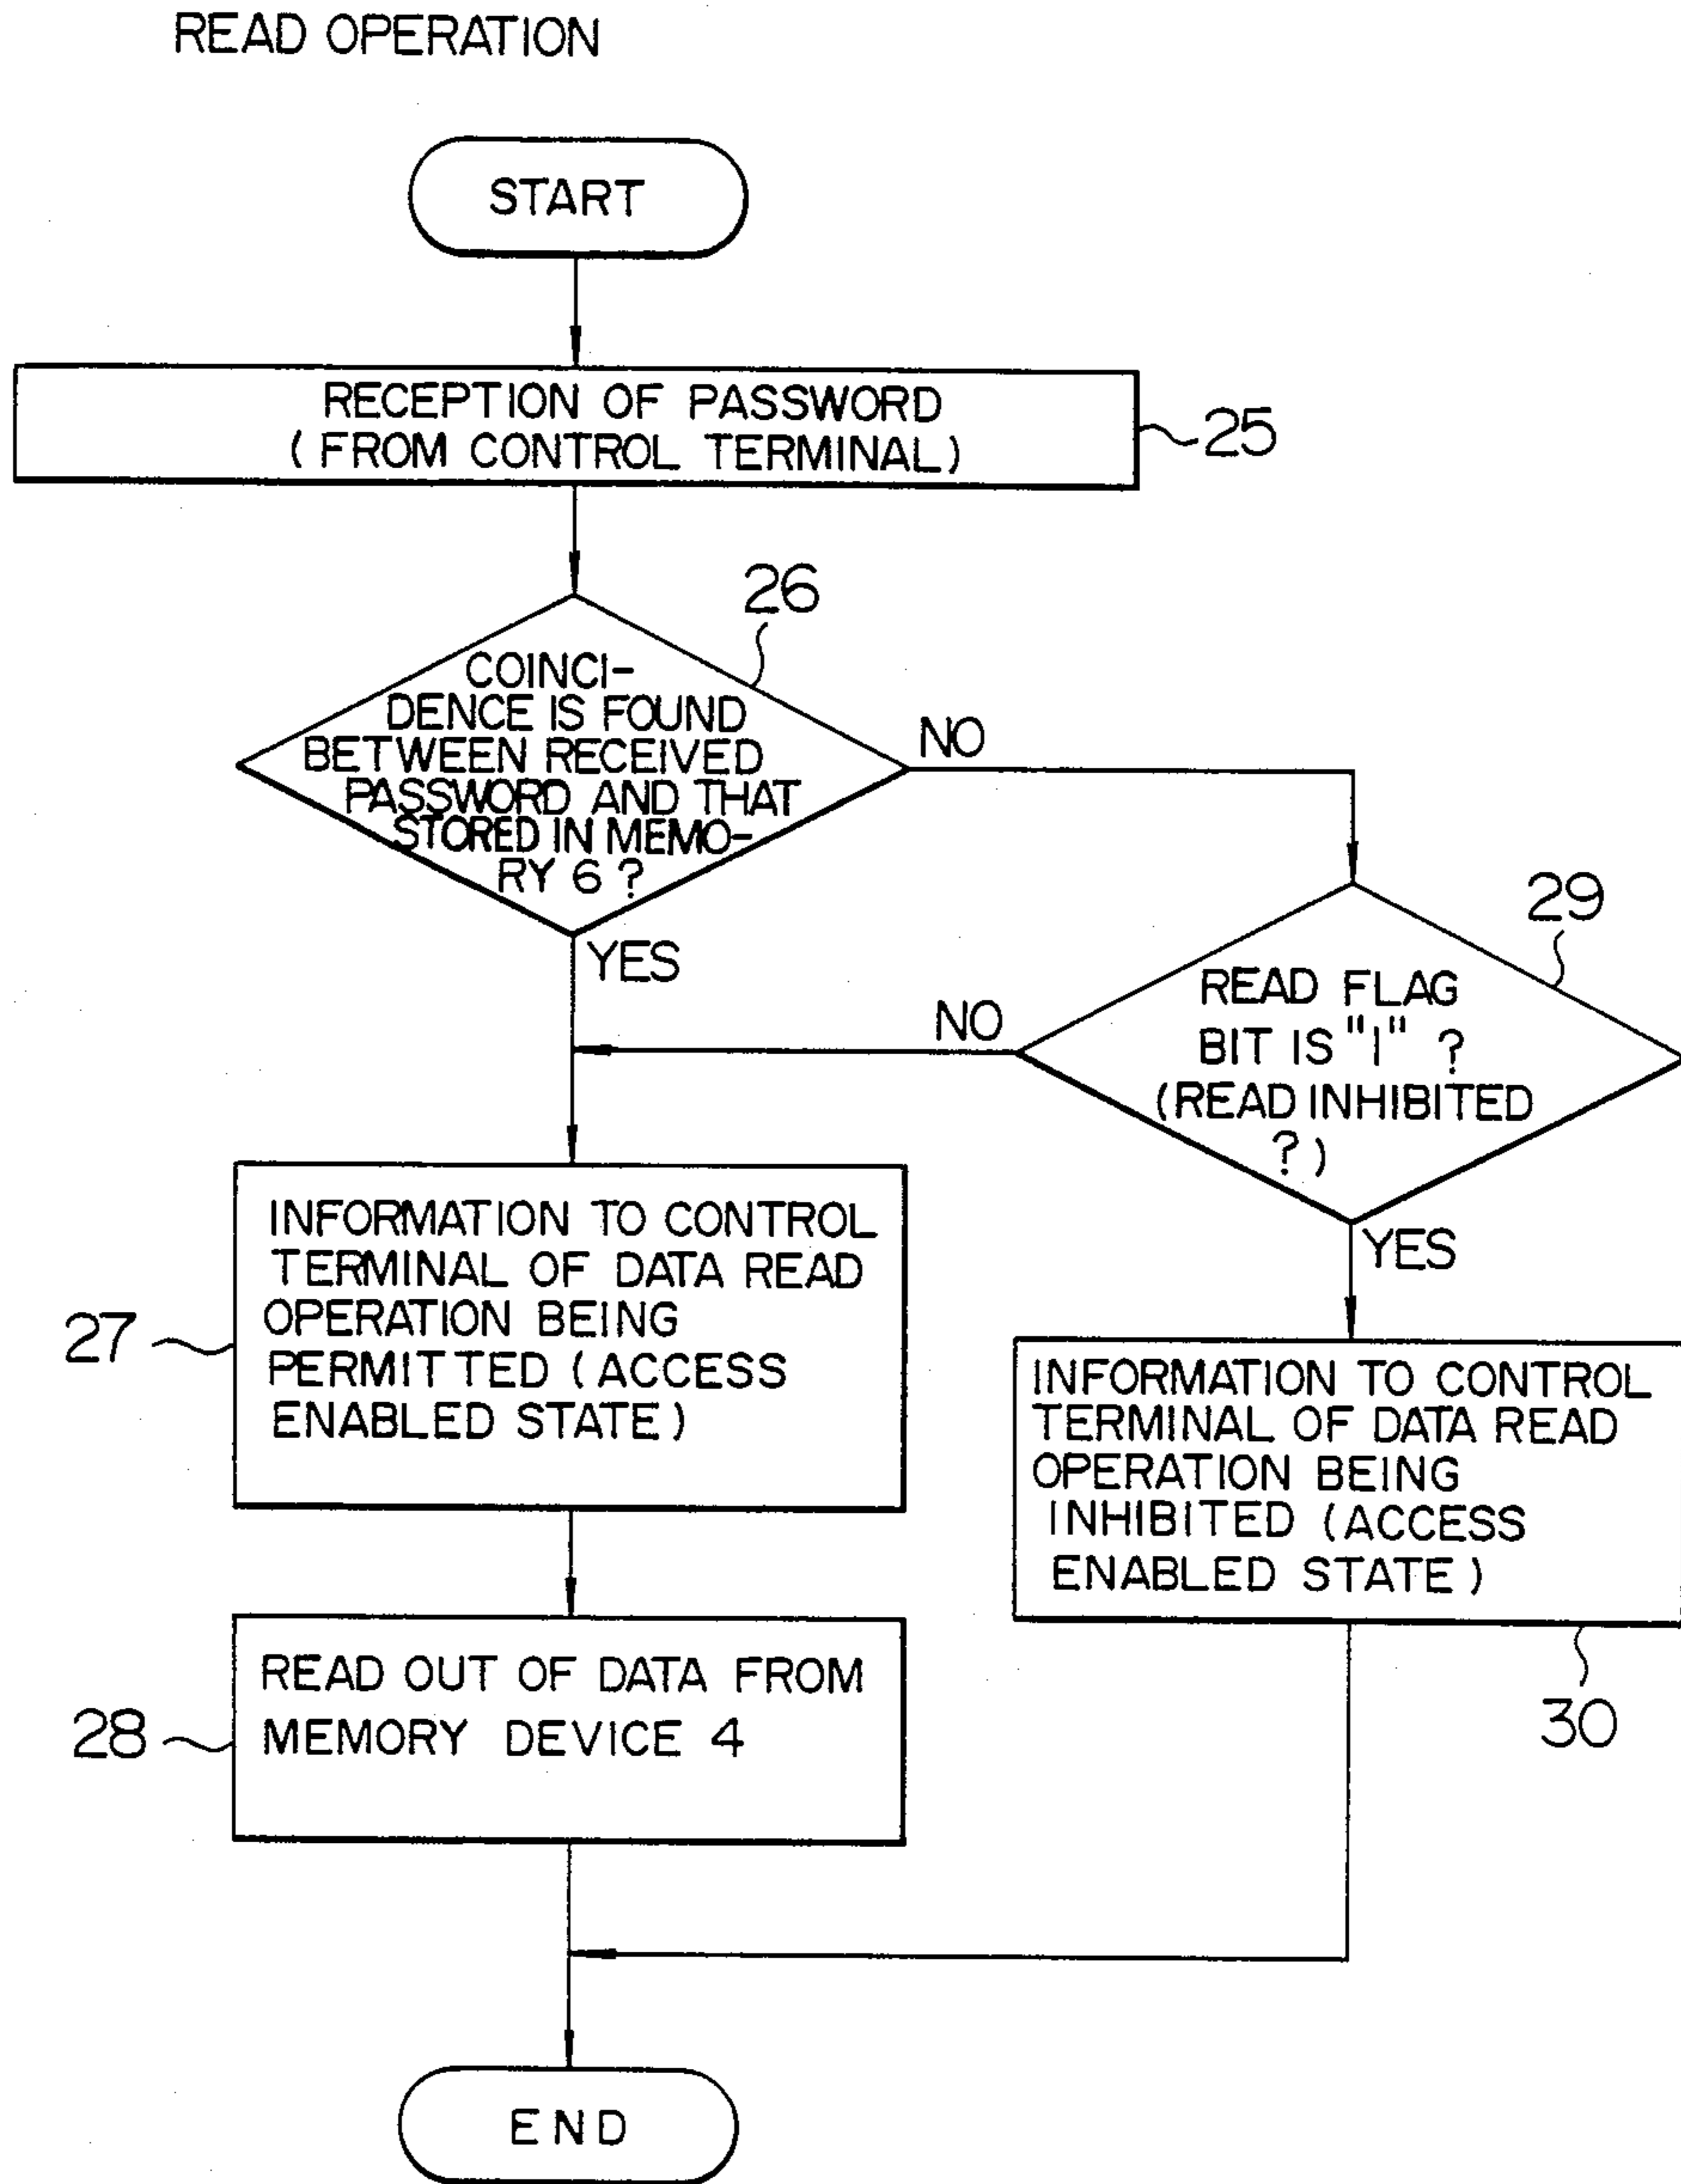 READ OPERATION
START
RECEPTION OF PASSWORD
(FROM CONTROL TERMINAL)
25
26
COINCI-
DENCE IS FOUND
BETWEEN RECEIVED
PASSWORD AND THAT
STORED IN MEMO-
RY 6 ?
NO
YES
29
READ FLAG
BIT IS "1" ?
(READ INHIBITED
?)
NO
YES
27
INFORMATION TO CONTROL
TERMINAL OF DATA READ
OPERATION BEING
PERMITTED (ACCESS
ENABLED STATE)
INFORMATION TO CONTROL
TERMINAL OF DATA READ
OPERATION BEING
INHIBITED (ACCESS
ENABLED STATE)
30
28
READ OUT OF DATA FROM
MEMORY DEVICE 4
END